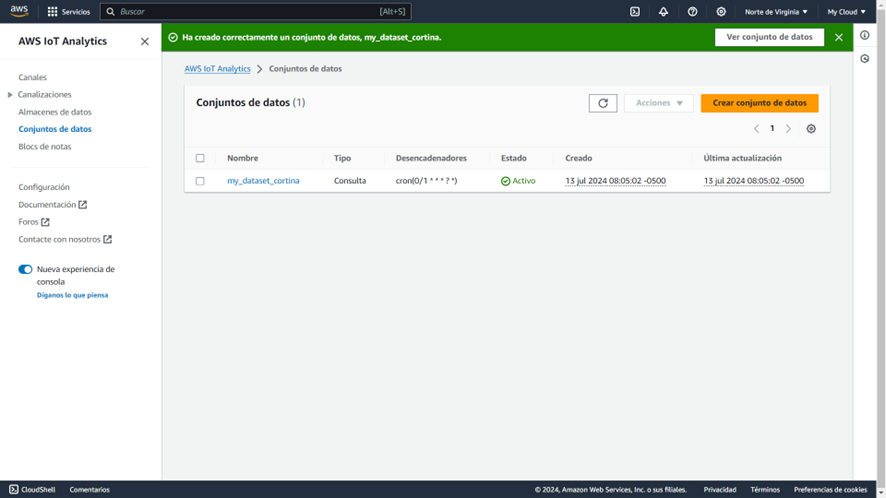 aws
Servicios
Buscar
[Alt+S]
Norte de Virginia
My Cloud
AWS IoT Analytics
Canales
Canalizaciones
Almacenes de datos
Conjuntos de datos
Blocs de notas
Configuración
Documentación
Foros
Contacte con nosotros
Nueva experiencia de
consola
Díganos lo que piensa
Ha creado correctamente un conjunto de datos, my_dataset_cortina.
Ver conjunto de datos
AWS IoT Analytics
Conjuntos de datos
Conjuntos de datos (1)
Acciones
Crear conjunto de datos
1
Nombre Tipo Desencadenadores Estado Creado Última actualización
my_dataset_cortina Consulta cron(0/1 * * * ? *) Activo 13 jul 2024 08:05:02 -0500 13 jul 2024 08:05:02 -0500
CloudShell
Comentarios
© 2024, Amazon Web Services, Inc. o sus filiales.
Privacidad
Términos
Preferencias de cookies